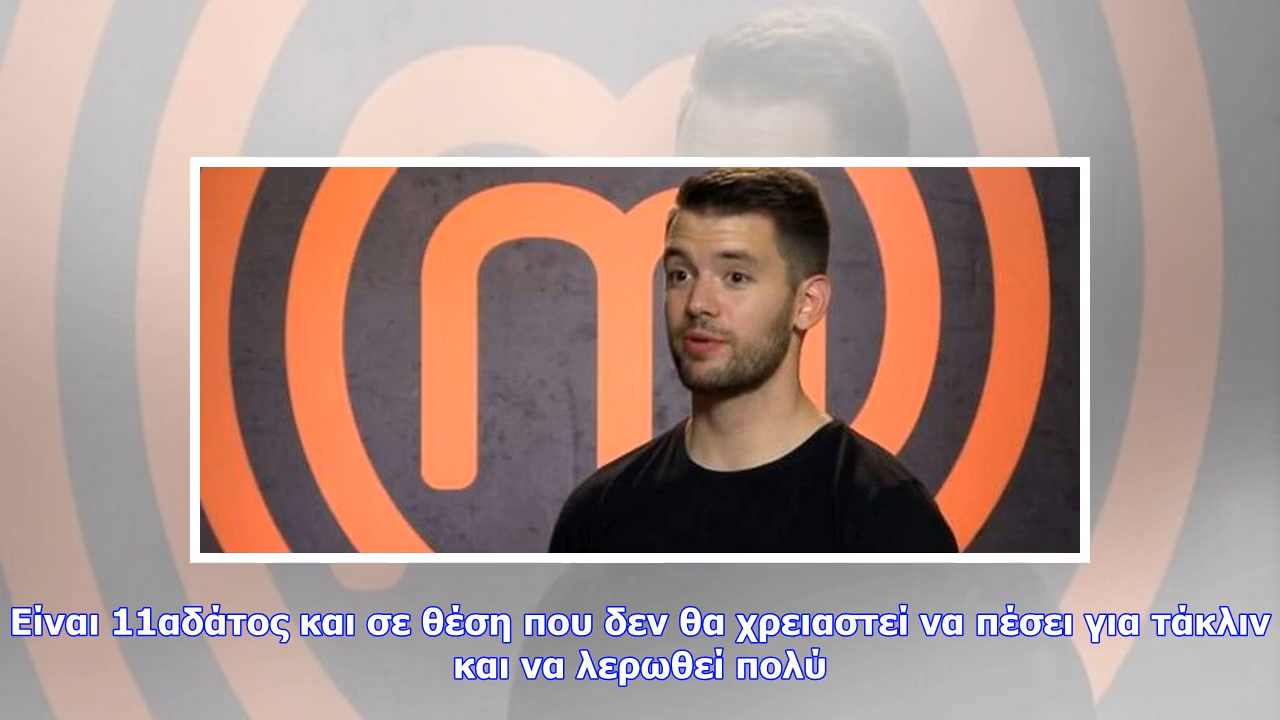 Είναι 11αδάτος και σε θέση που δεν θα χρειαστεί να πέσει για τάκλιν
και να λερωθεί πολύ